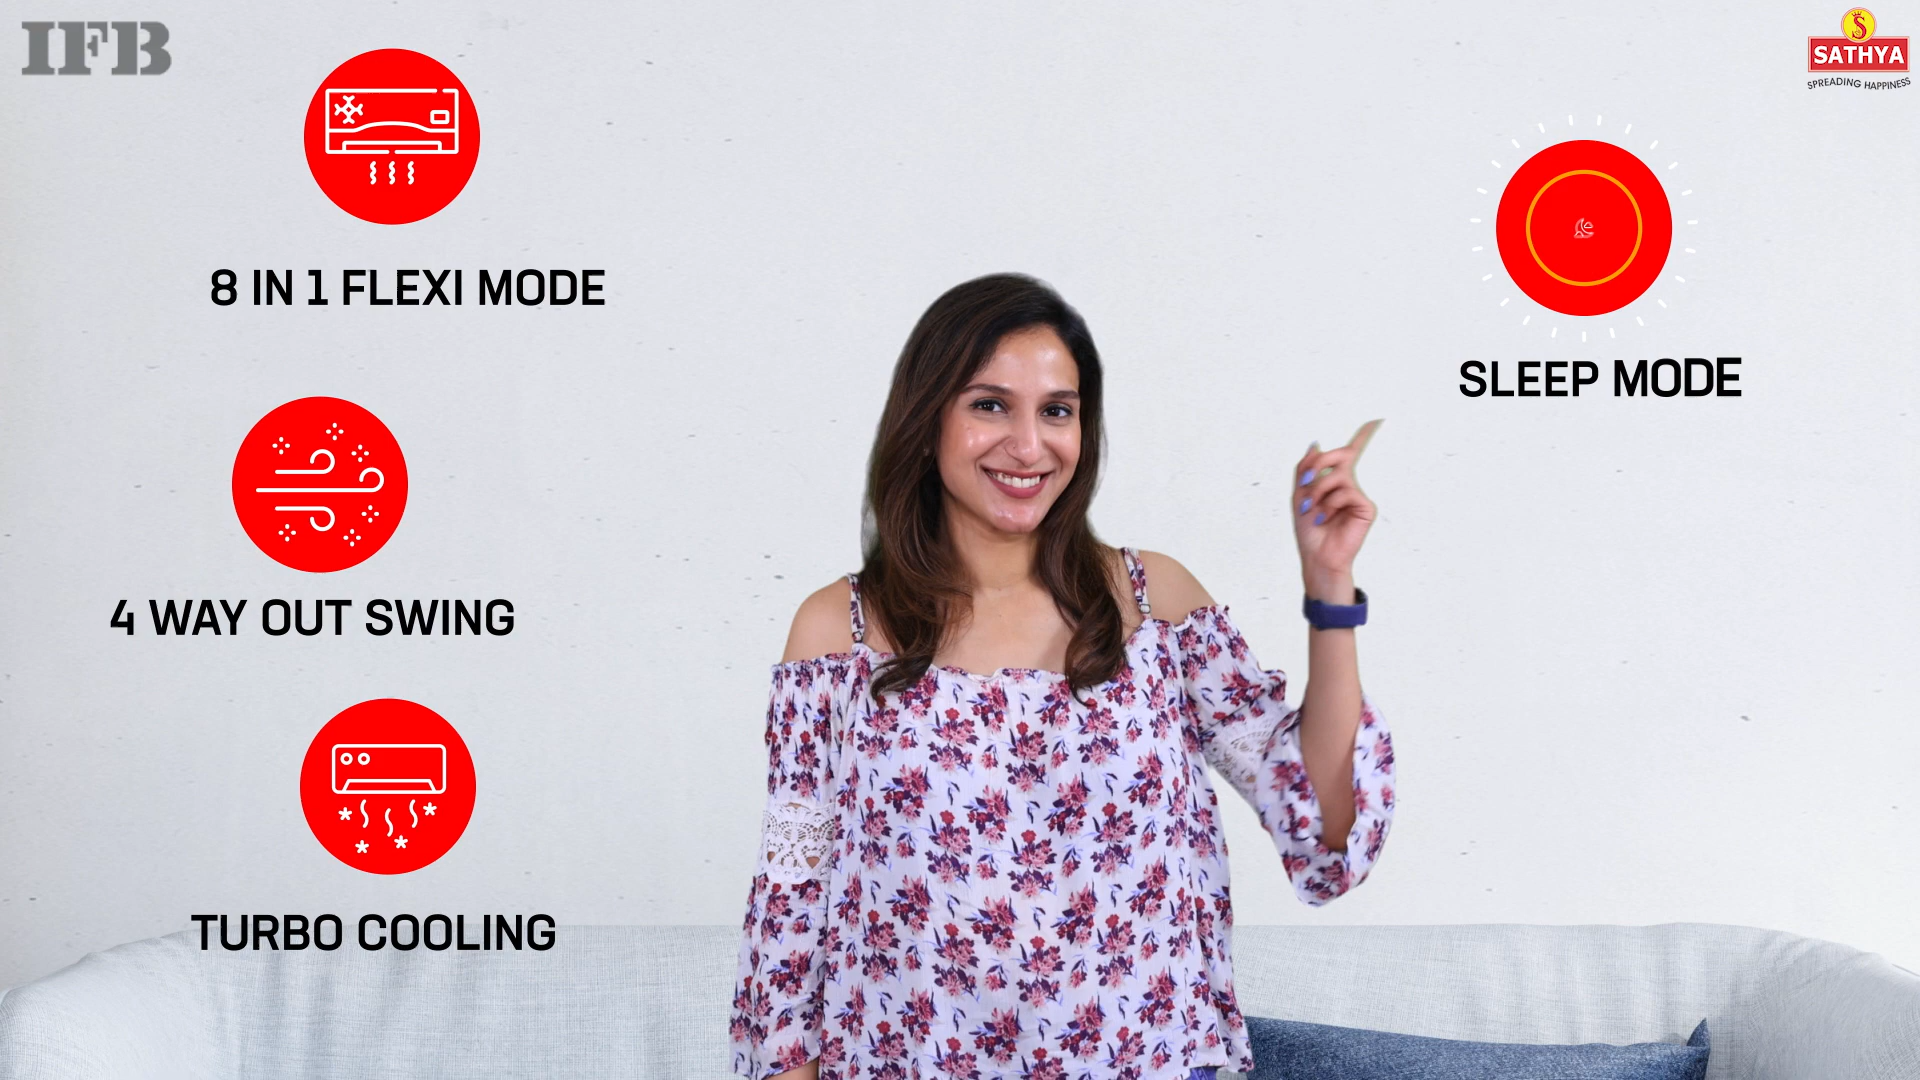 IFB
S
SATHYA
SPREADING HAPPINESS
8 IN 1 FLEXI MODE
SLEEP MODE
4 WAY OUT SWING
TURBO COOLING